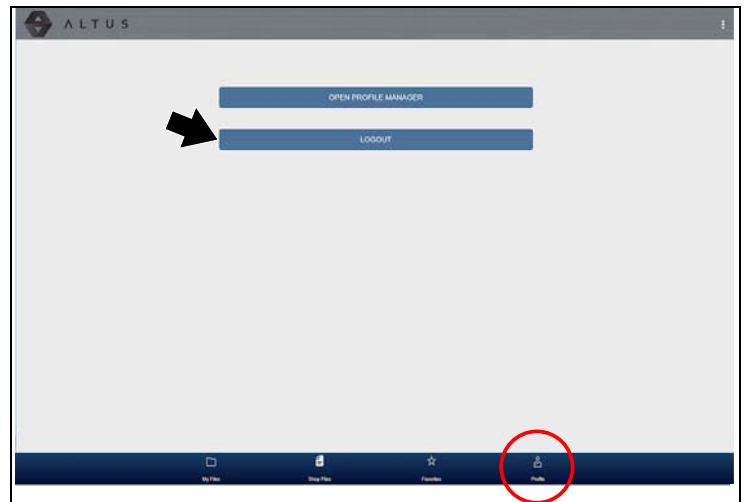 ALTUS
OPEN PROFILE MANAGER
LOGOUT
My Files
Shop Files
Favorites
Profile